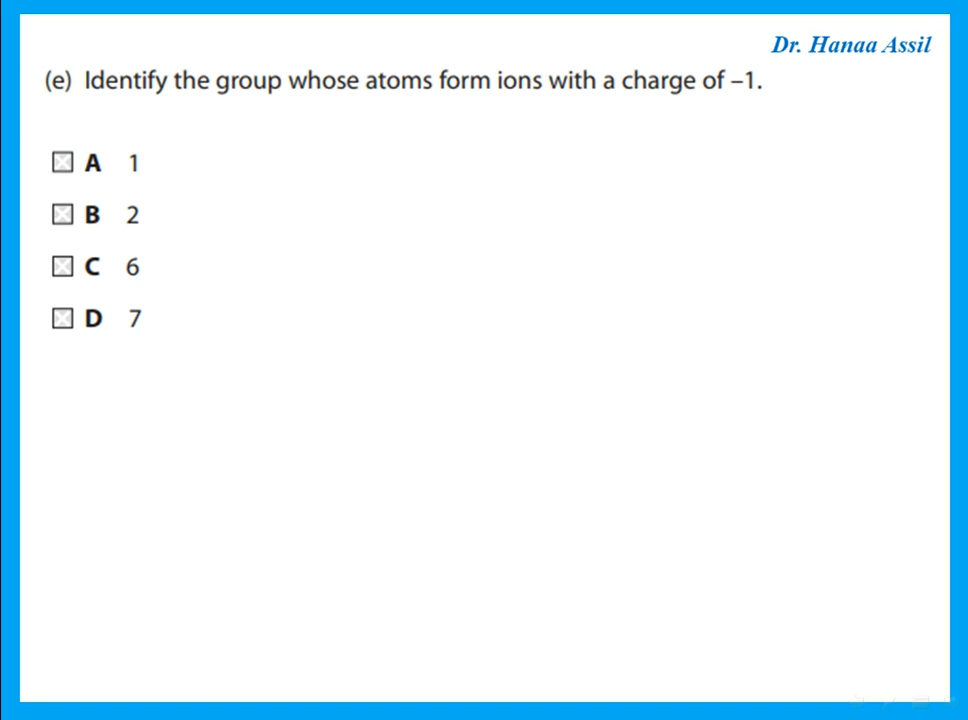 Dr. Hanaa Assil
(e) Identify the group whose atoms form ions with a charge of –1.
A 1
B 2
C 6
D 7